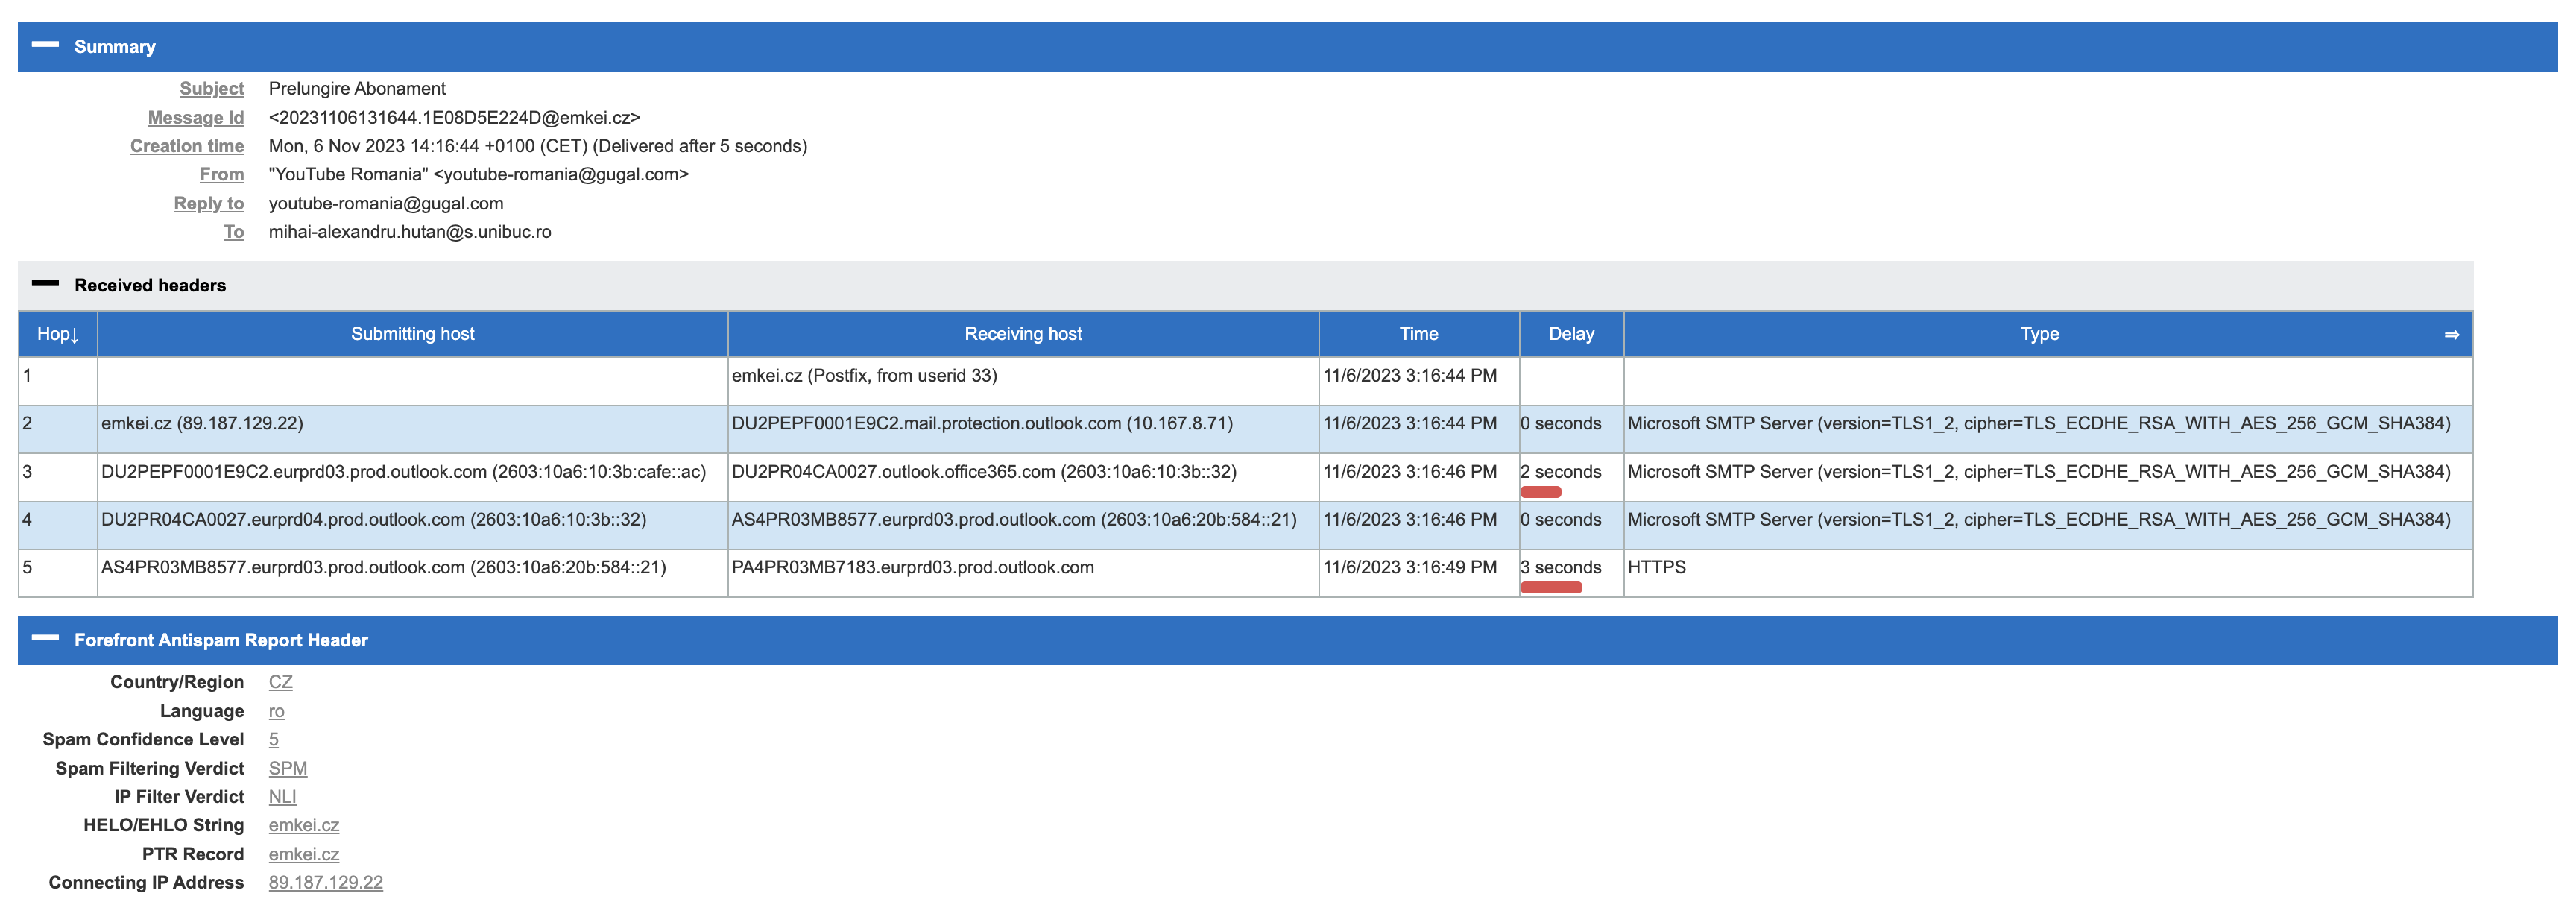 Summary
Subject Prelungire Abonament
Message Id <20231106131644.1E08D5E224D@emkei.cz>
Creation time Mon, 6 Nov 2023 14:16:44 +0100 (CET) (Delivered after 5 seconds)
From "YouTube Romania" <youtube-romania@gugal.com>
Reply to youtube-romania@gugal.com
To mihai-alexandru.hutan@s.unibuc.ro
Received headers
Hop↓ Submitting host Receiving host Time Delay Type ⇒
1 emkei.cz (Postfix, from userid 33) 11/6/2023 3:16:44 PM
2 emkei.cz (89.187.129.22) DU2PEPF0001E9C2.mail.protection.outlook.com (10.167.8.71) 11/6/2023 3:16:44 PM 0 seconds Microsoft SMTP Server (version=TLS1_2, cipher=TLS_ECDHE_RSA_WITH_AES_256_GCM_SHA384)
3 DU2PEPF0001E9C2.eurprd03.prod.outlook.com (2603:10a6:10:3b:cafe::ac) DU2PR04CA0027.outlook.office365.com (2603:10a6:10:3b::32) 11/6/2023 3:16:46 PM 2 seconds Microsoft SMTP Server (version=TLS1_2, cipher=TLS_ECDHE_RSA_WITH_AES_256_GCM_SHA384)
4 DU2PR04CA0027.eurprd04.prod.outlook.com (2603:10a6:10:3b::32) AS4PR03MB8577.eurprd03.prod.outlook.com (2603:10a6:20b:584::21) 11/6/2023 3:16:46 PM 0 seconds Microsoft SMTP Server (version=TLS1_2, cipher=TLS_ECDHE_RSA_WITH_AES_256_GCM_SHA384)
5 AS4PR03MB8577.eurprd03.prod.outlook.com (2603:10a6:20b:584::21) PA4PR03MB7183.eurprd03.prod.outlook.com 11/6/2023 3:16:49 PM 3 seconds HTTPS
Forefront Antispam Report Header
Country/Region CZ
Language ro
Spam Confidence Level 5
Spam Filtering Verdict SPM
IP Filter Verdict NLI
HELO/EHLO String emkei.cz
PTR Record emkei.cz
Connecting IP Address 89.187.129.22